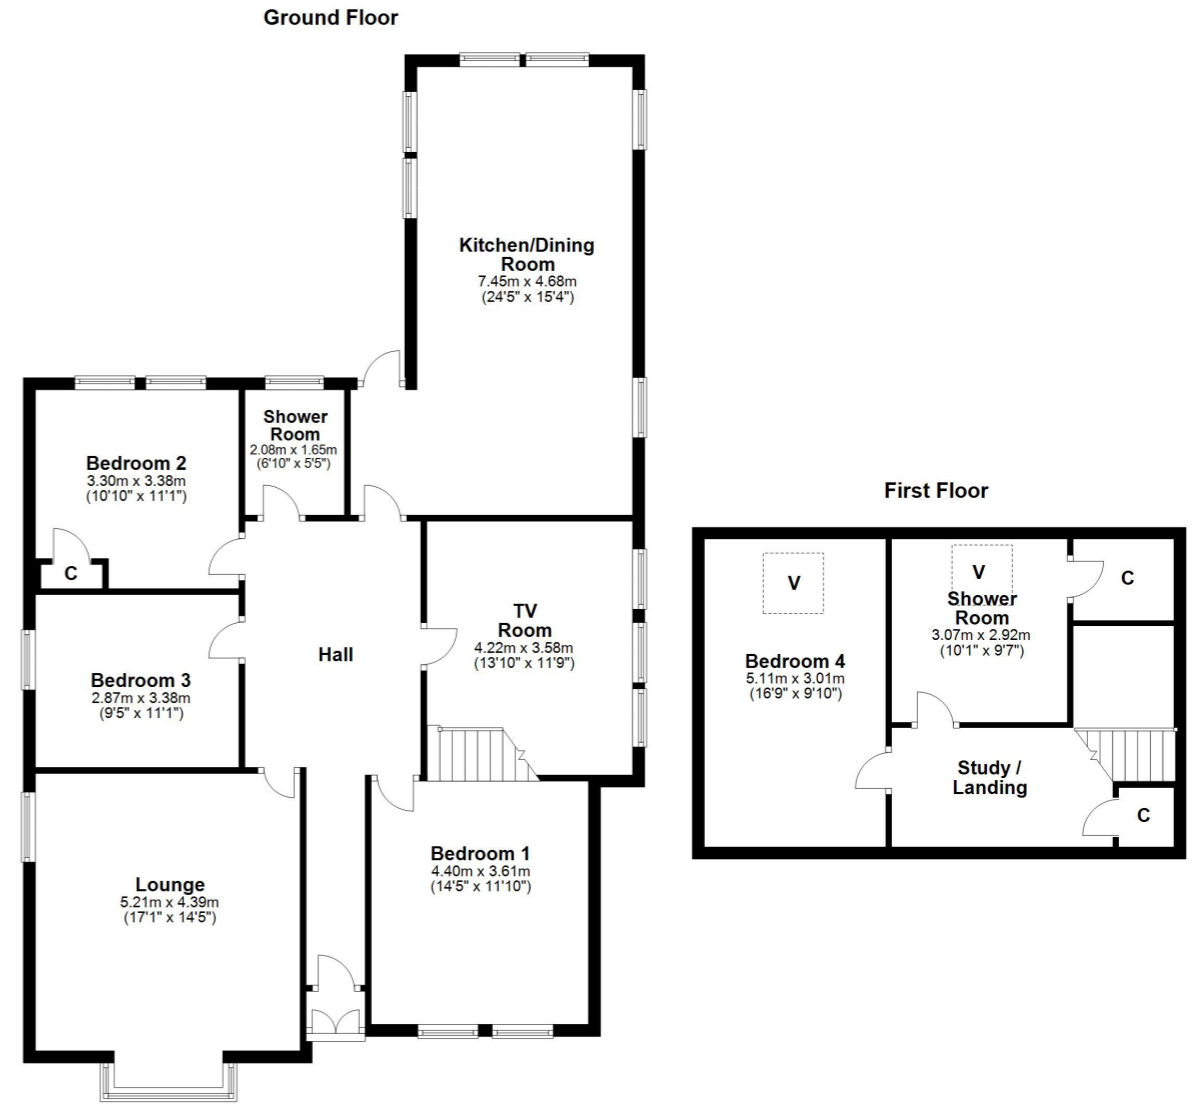 Ground Floor
Kitchen/Dining
Room
7.45m x 4.68m
(24'5" x 15'4")
Shower
Room
2.08m x 1.65m
(6'10" x 5'5")
Bedroom 2
3.30m x 3.38m
(10'10" x 11'1")
C
TV
Room
4.22m x 3.58m
(13'10" x 11'9")
Hall
Bedroom 3
2.87m x 3.38m
(9'5" x 11'1")
Bedroom 1
4.40m x 3.61m
(14'5" x 11'10")
Lounge
5.21m x 4.39m
(17'1" x 14'5")
First Floor
V
V
Shower
Room
3.07m x 2.92m
(10'1" x 9'7")
C
Bedroom 4
5.11m x 3.01m
(16'9" x 9'10")
Study /
Landing
C